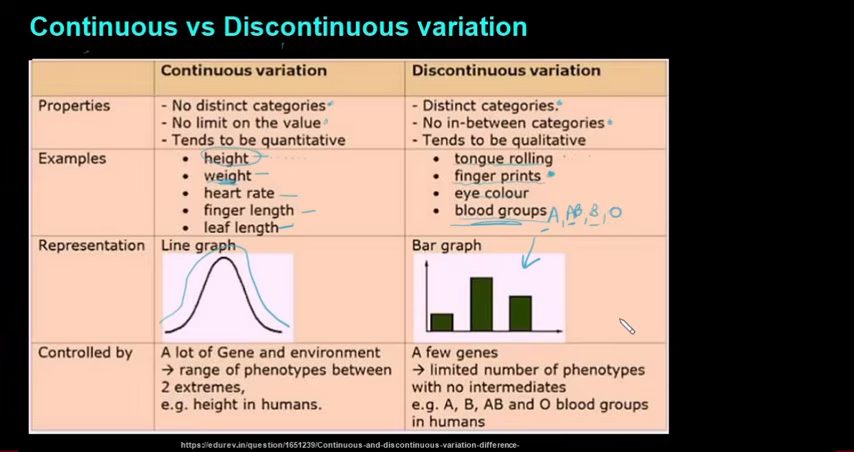 Continuous vs Discontinuous variation
Continuous variation
Discontinuous variation
Properties
- No distinct categories
- No limit on the value
- Tends to be quantitative
- Distinct categories.
- No in-between categories
- Tends to be qualitative
Examples
• height
• weight
• heart rate
• finger length
• leaf length
• tongue rolling
• finger prints
• eye colour
• blood groups A, AB, B, O
Representation
Line graph
Bar graph
Controlled by
A lot of Gene and environment
→ range of phenotypes between
2 extremes,
e.g. height in humans.
A few genes
→ limited number of phenotypes
with no intermediates
e.g. A, B, AB and O blood groups
in humans
https://edurev.in/question/1651239/Continuous-and-discontinuous-variation-difference-